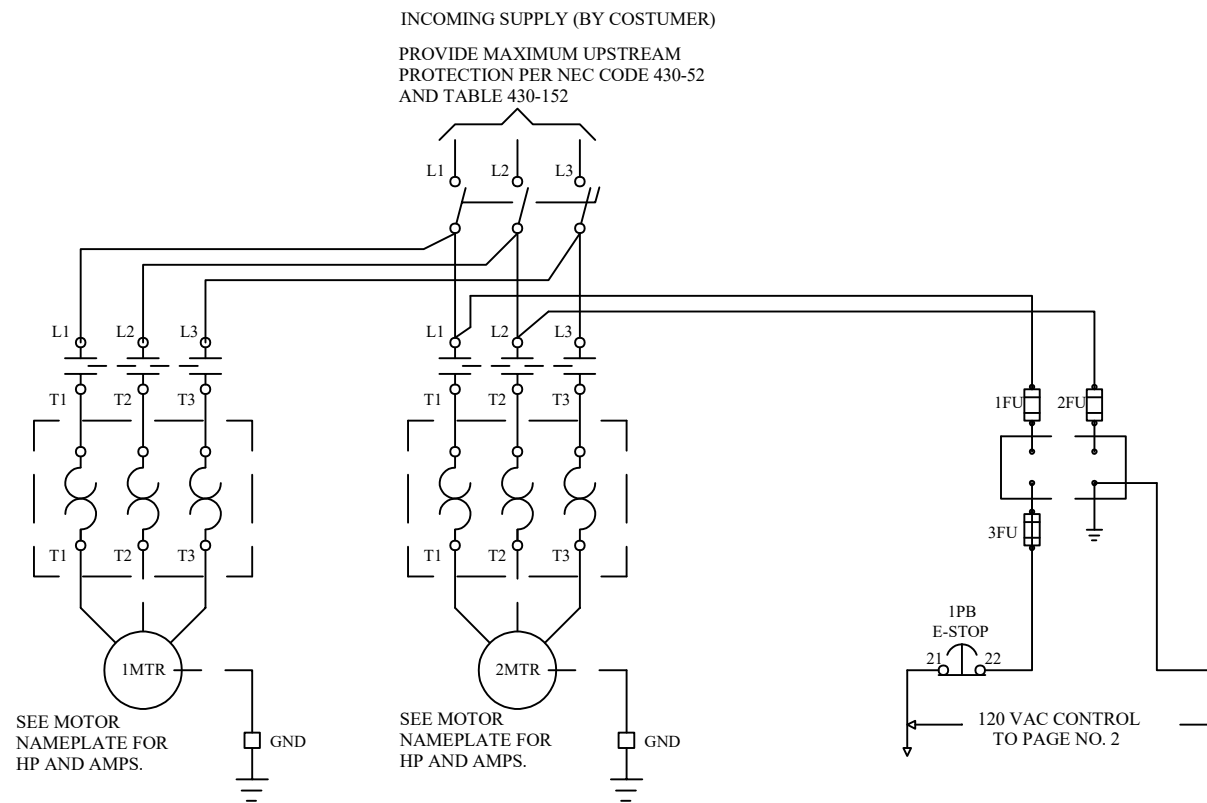 INCOMING SUPPLY (BY COSTUMER)
PROVIDE MAXIMUM UPSTREAM
PROTECTION PER NEC CODE 430-52
AND TABLE 430-152
L1 L2 L3
L1 L2 L3 L1 L2 L3
T1 T2 T3 T1 T2 T3 1FU 2FU
T1 T2 T3 T1 T2 T3 3FU
1PB
E-STOP
21 22
1MTR 2MTR
SEE MOTOR
NAMEPLATE FOR
HP AND AMPS.
GND
SEE MOTOR
NAMEPLATE FOR
HP AND AMPS.
GND
120 VAC CONTROL
TO PAGE NO. 2